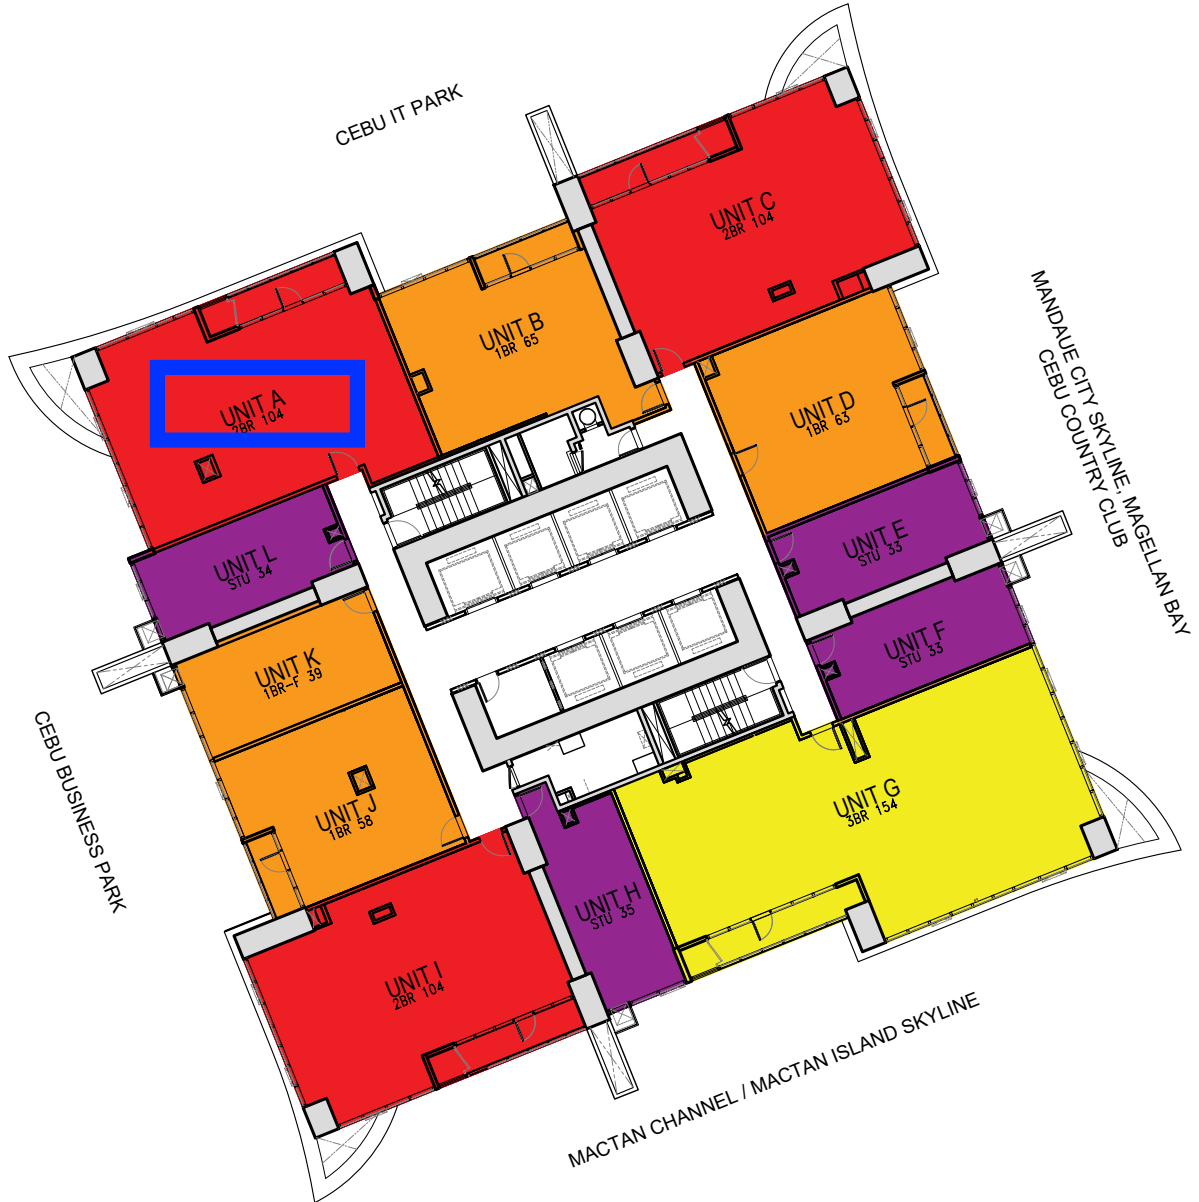 CEBU IT PARK
UNIT C
2BR 104
UNIT B
1BR 65
UNIT A
2BR 104
UNIT D
1BR 63
MANDAUE CITY SKYLINE, MAGELLAN BAY
CEBU COUNTRY CLUB
UNIT E
STU 33
UNIT L
STU 34
UNIT F
STU 33
UNIT K
1BR-F 39
UNIT J
1BR 58
UNIT G
3BR 154
CEBU BUSINESS PARK
UNIT H
STU 35
UNIT I
2BR 104
MACTAN CHANNEL / MACTAN ISLAND SKYLINE